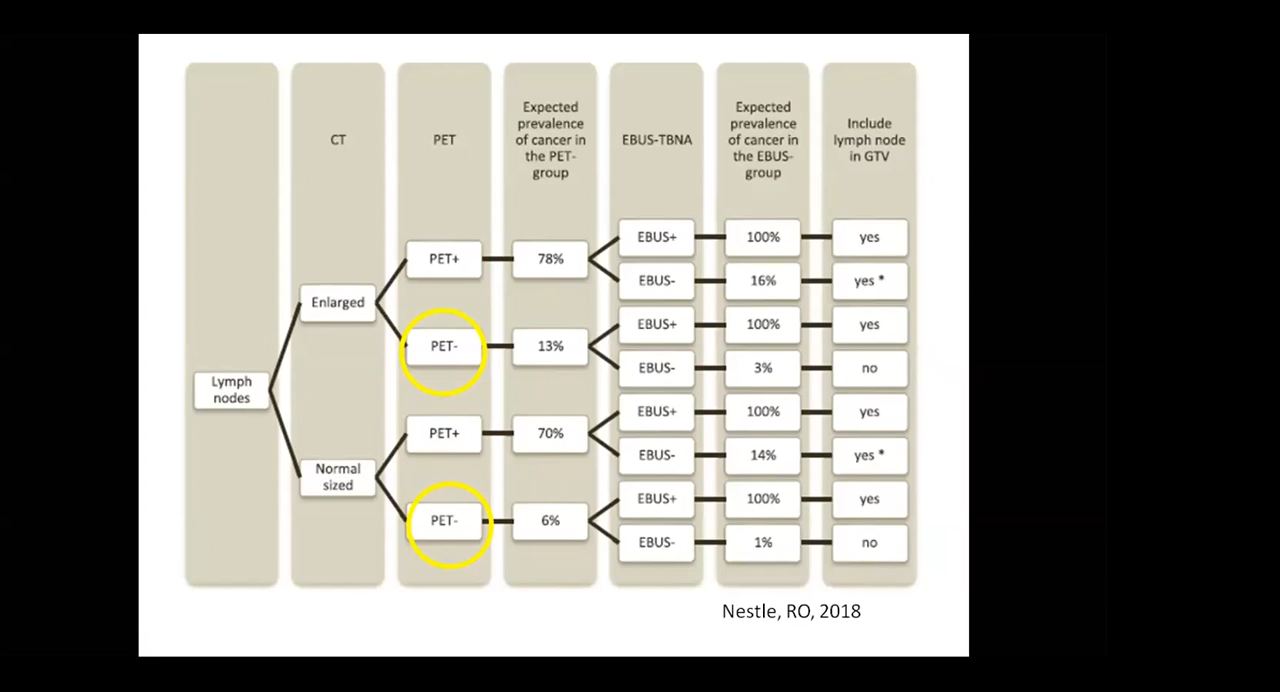 CT
PET
Expected
prevalence
of cancer in
the PET-
group
EBUS-TBNA
Expected
prevalence
of cancer in
the EBUS-
group
Include
lymph node
in GTV
Lymph
nodes
Enlarged
Normal
sized
PET+
PET-
PET+
PET-
78%
13%
70%
6%
EBUS+
100%
yes
EBUS-
16%
yes *
EBUS+
100%
yes
EBUS-
3%
no
EBUS+
100%
yes
EBUS-
14%
yes *
EBUS+
100%
yes
EBUS-
1%
no
Nestle, RO, 2018